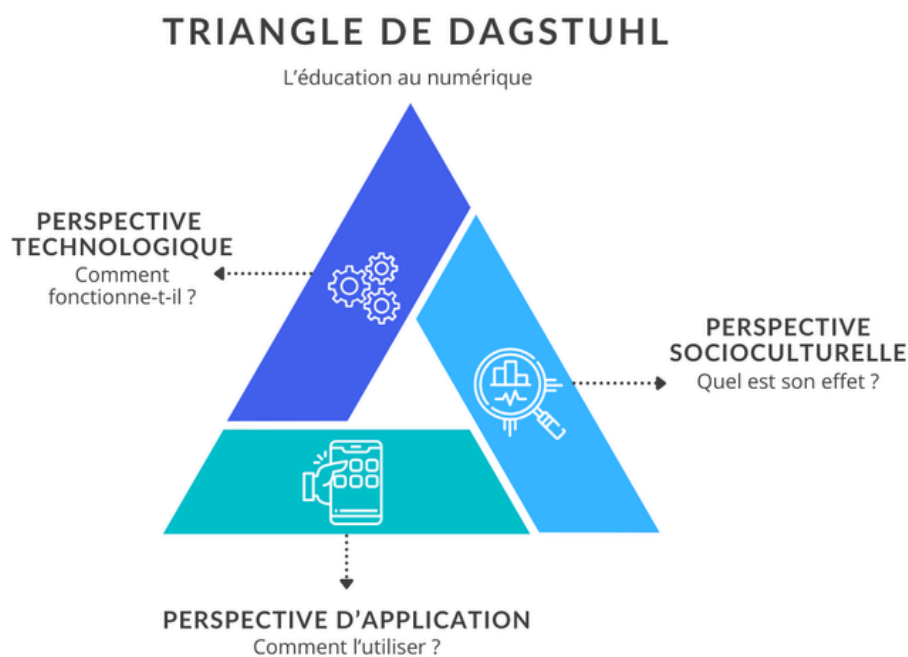 TRIANGLE DE DAGSTUHL
L'éducation au numérique
PERSPECTIVE
TECHNOLOGIQUE
Comment
fonctionne-t-il ?
PERSPECTIVE
SOCIOCULTURELLE
Quel est son effet ?
PERSPECTIVE D'APPLICATION
Comment l'utiliser ?